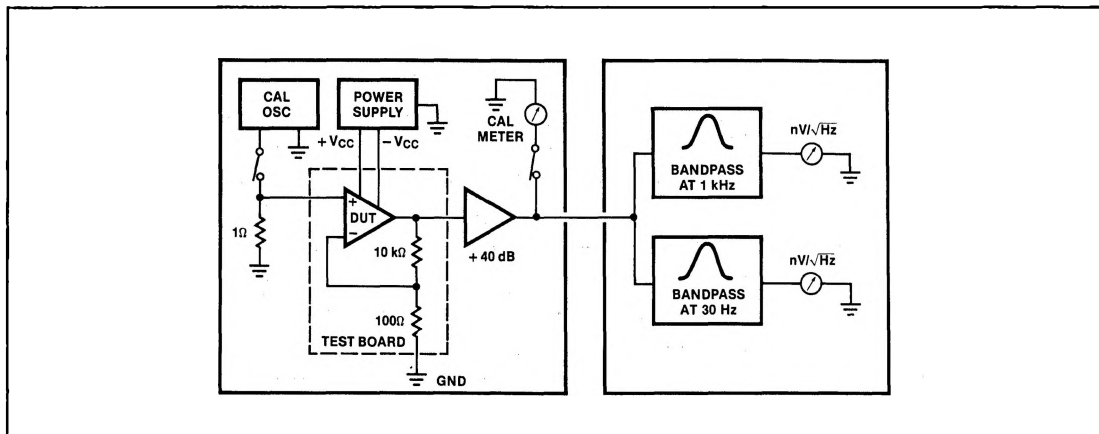 CAL
OSC
POWER
SUPPLY
+ VCC
– VCC
CAL
METER
1Ω
+
DUT
–
10 kΩ
100Ω
TEST BOARD
GND
+ 40 dB
BANDPASS
AT 1 kHz
nV/√Hz
BANDPASS
AT 30 Hz
nV/√Hz